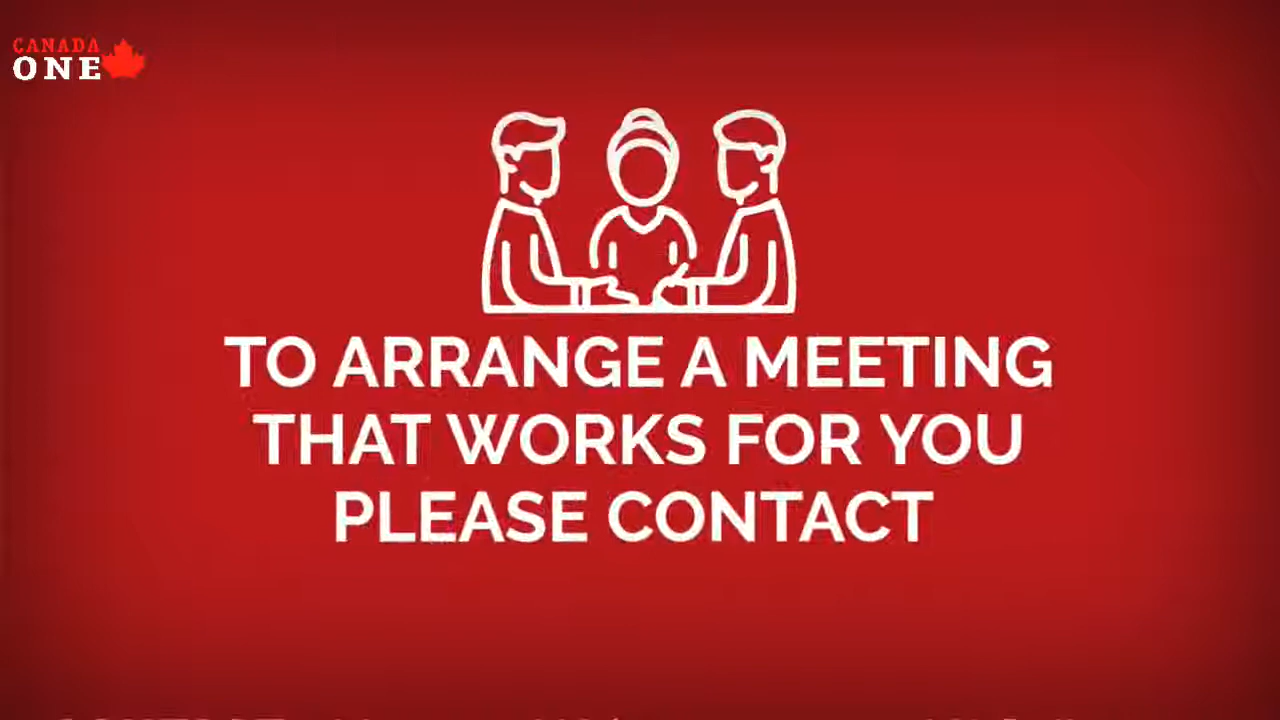 CANADA
ONE
TO ARRANGE A MEETING
THAT WORKS FOR YOU
PLEASE CONTACT